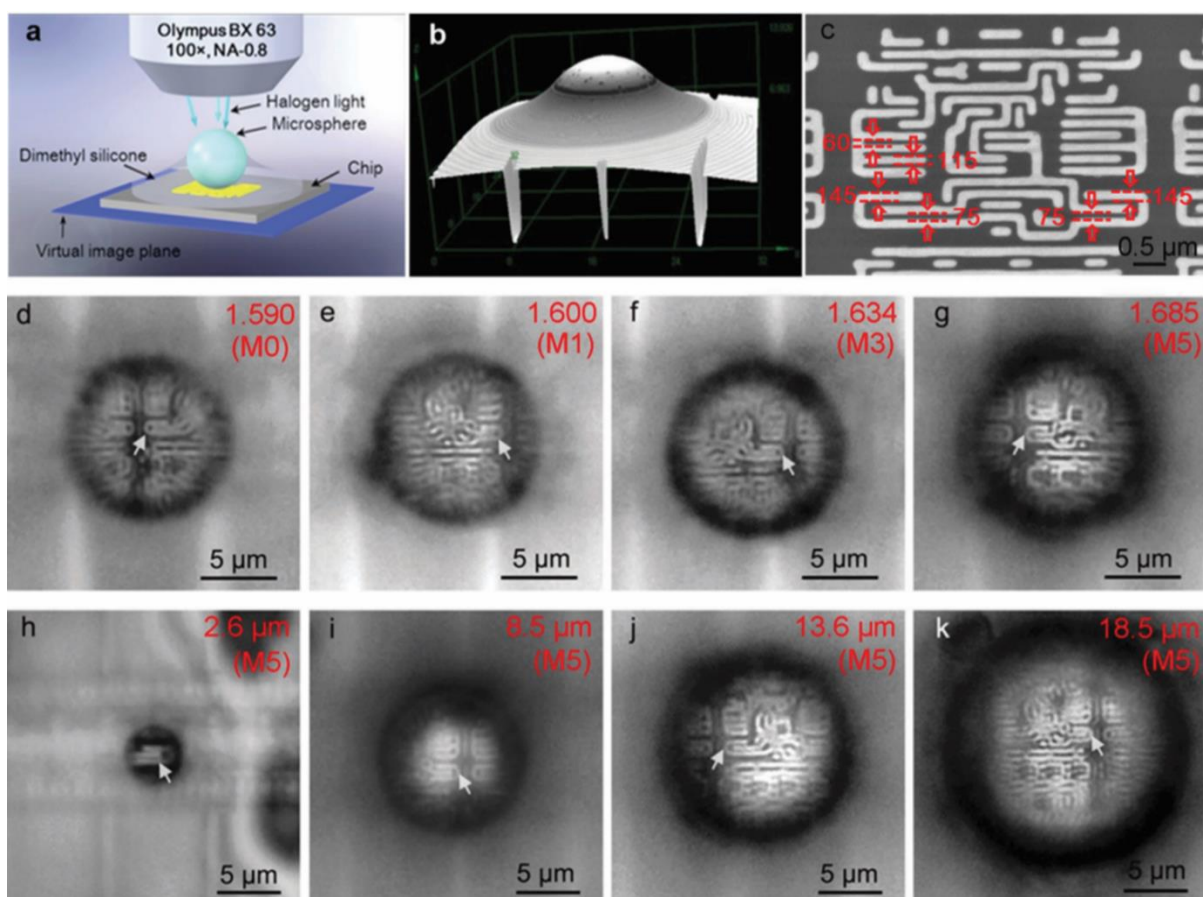 a
Olympus BX 63
100×, NA-0.8
Halogen light
Microsphere
Dimethyl silicone
Chip
Virtual image plane
b
c
60
115
145
145
75
75
0.5 µm
d
1.590
(M0)
5 µm
e
1.600
(M1)
5 µm
f
1.634
(M3)
5 µm
g
1.685
(M5)
5 µm
h
2.6 µm
(M5)
5 µm
i
8.5 µm
(M5)
5 µm
j
13.6 µm
(M5)
5 µm
k
18.5 µm
(M5)
5 µm